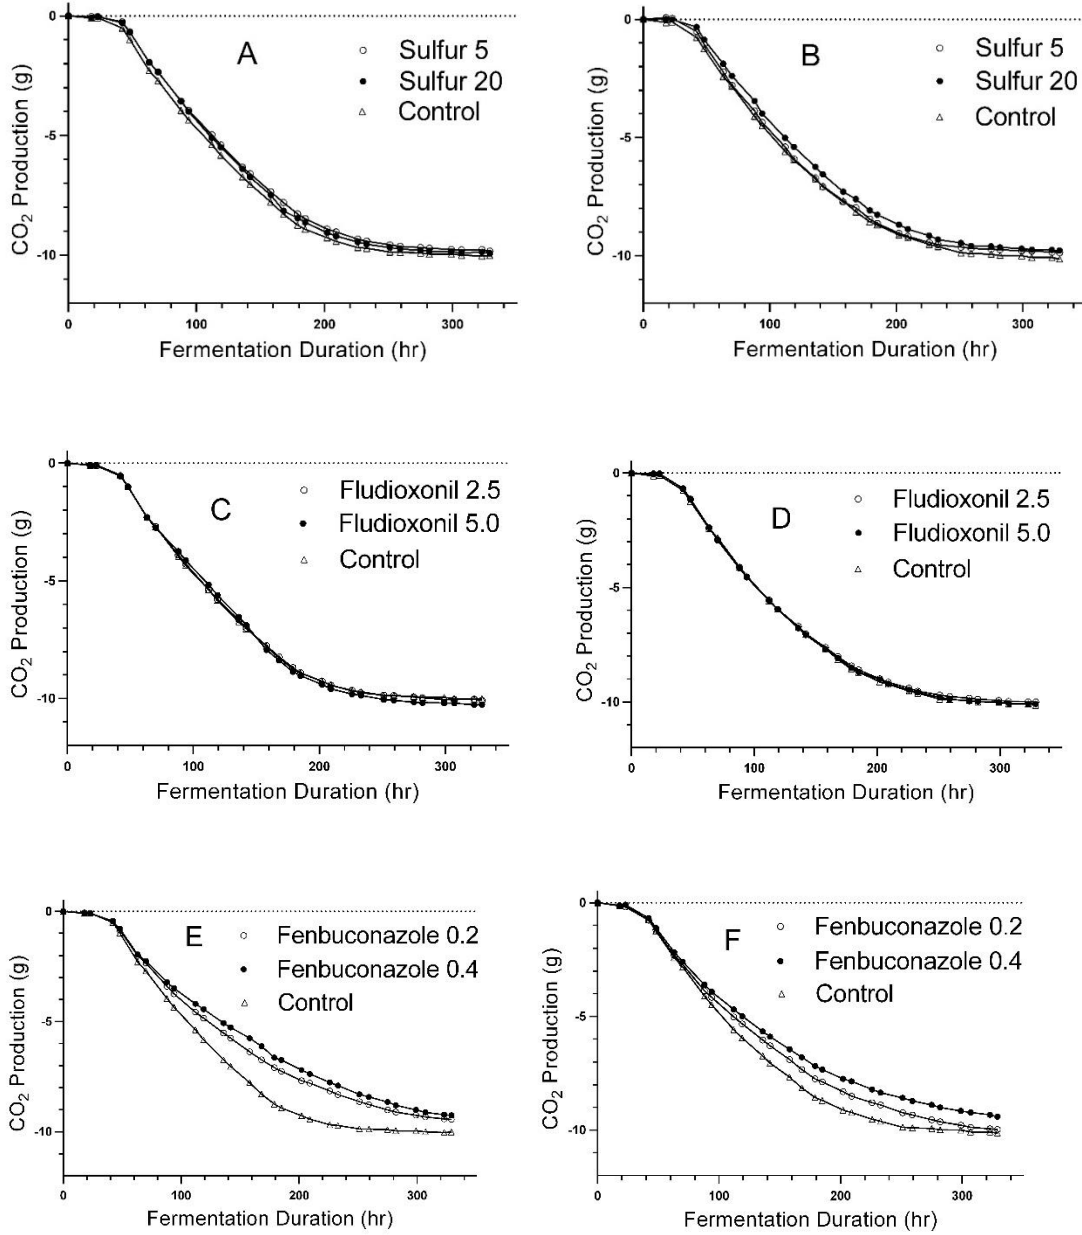 A
Sulfur 5
Sulfur 20
Control
CO₂ Production (g)
0
-5
-10
0 100 200 300
Fermentation Duration (hr)
B
Sulfur 5
Sulfur 20
Control
CO₂ Production (g)
0
-5
-10
0 100 200 300
Fermentation Duration (hr)
C
Fludioxonil 2.5
Fludioxonil 5.0
Control
CO₂ Production (g)
0
-5
-10
0 100 200 300
Fermentation Duration (hr)
D
Fludioxonil 2.5
Fludioxonil 5.0
Control
CO₂ Production (g)
0
-5
-10
0 100 200 300
Fermentation Duration (hr)
E
Fenbuconazole 0.2
Fenbuconazole 0.4
Control
CO₂ Production (g)
0
-5
-10
0 100 200 300
Fermentation Duration (hr)
F
Fenbuconazole 0.2
Fenbuconazole 0.4
Control
CO₂ Production (g)
0
-5
-10
0 100 200 300
Fermentation Duration (hr)